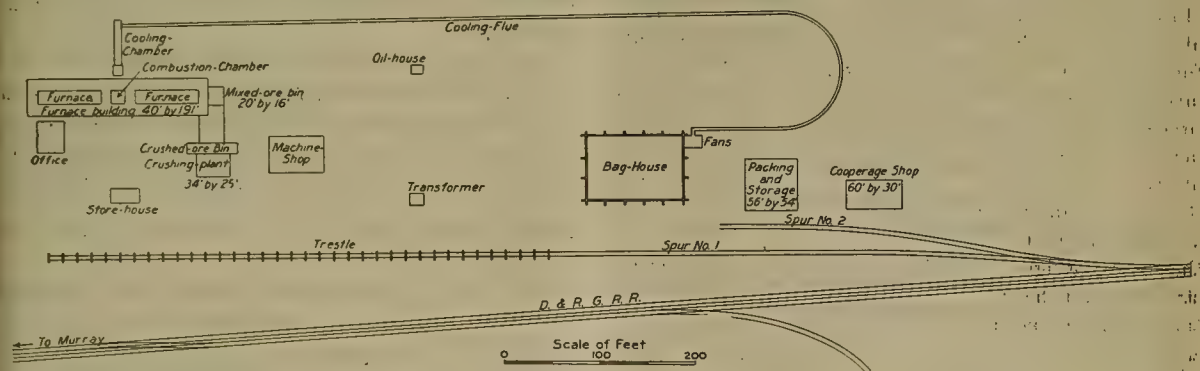 Cooling-Flue
Cooling-
Chamber
Combustion-Chamber
Oil-house
Furnace
Furnace
Mixed-ore bin
20' by 16'
Furnace building 40' by 191'
Office
Crushed-ore Bin
Crushing-plant
34' by 25'
Machine-
Shop
Store-house
Transformer
Bag-House
Fans
Packing
and
Storage
56' by 54'
Cooperage Shop
60' by 30'
Spur No. 2
Trestle
Spur No. 1
D. & R. G. R. R.
To Murray
Scale of Feet
0 100 200